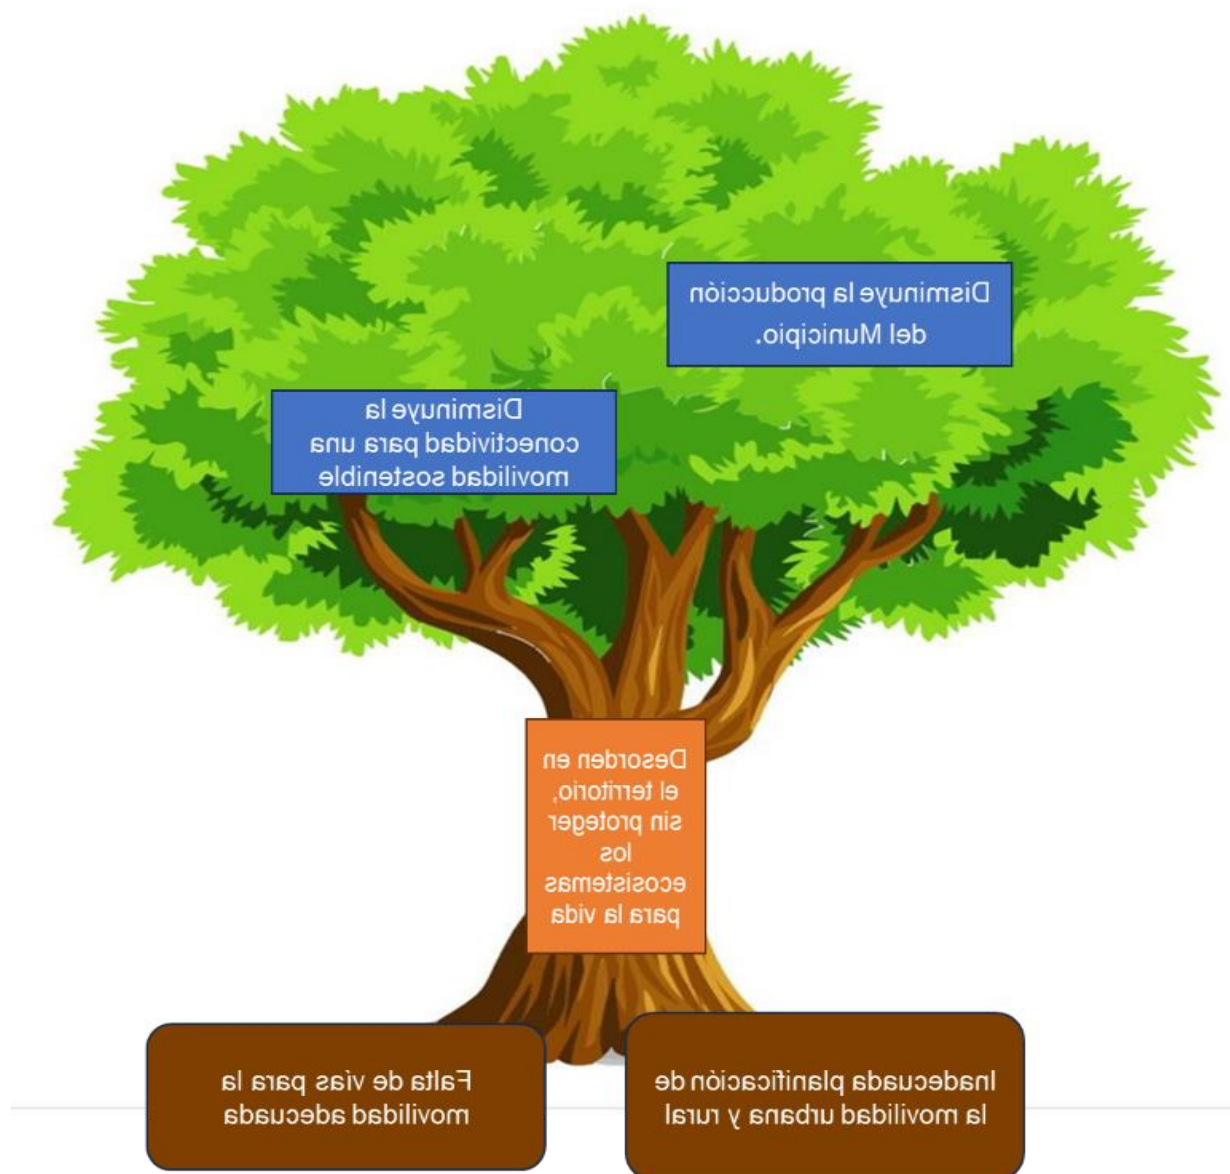 Disminuye la producción
del Municipio.
Disminuye la
conectividad para una
movilidad sostenible
Desorden en
el territorio,
sin proteger
los
ecosistemas
para la vida
Inadecuada planificación de
la movilidad urbana y rural
Falta de vías para la
movilidad adecuada